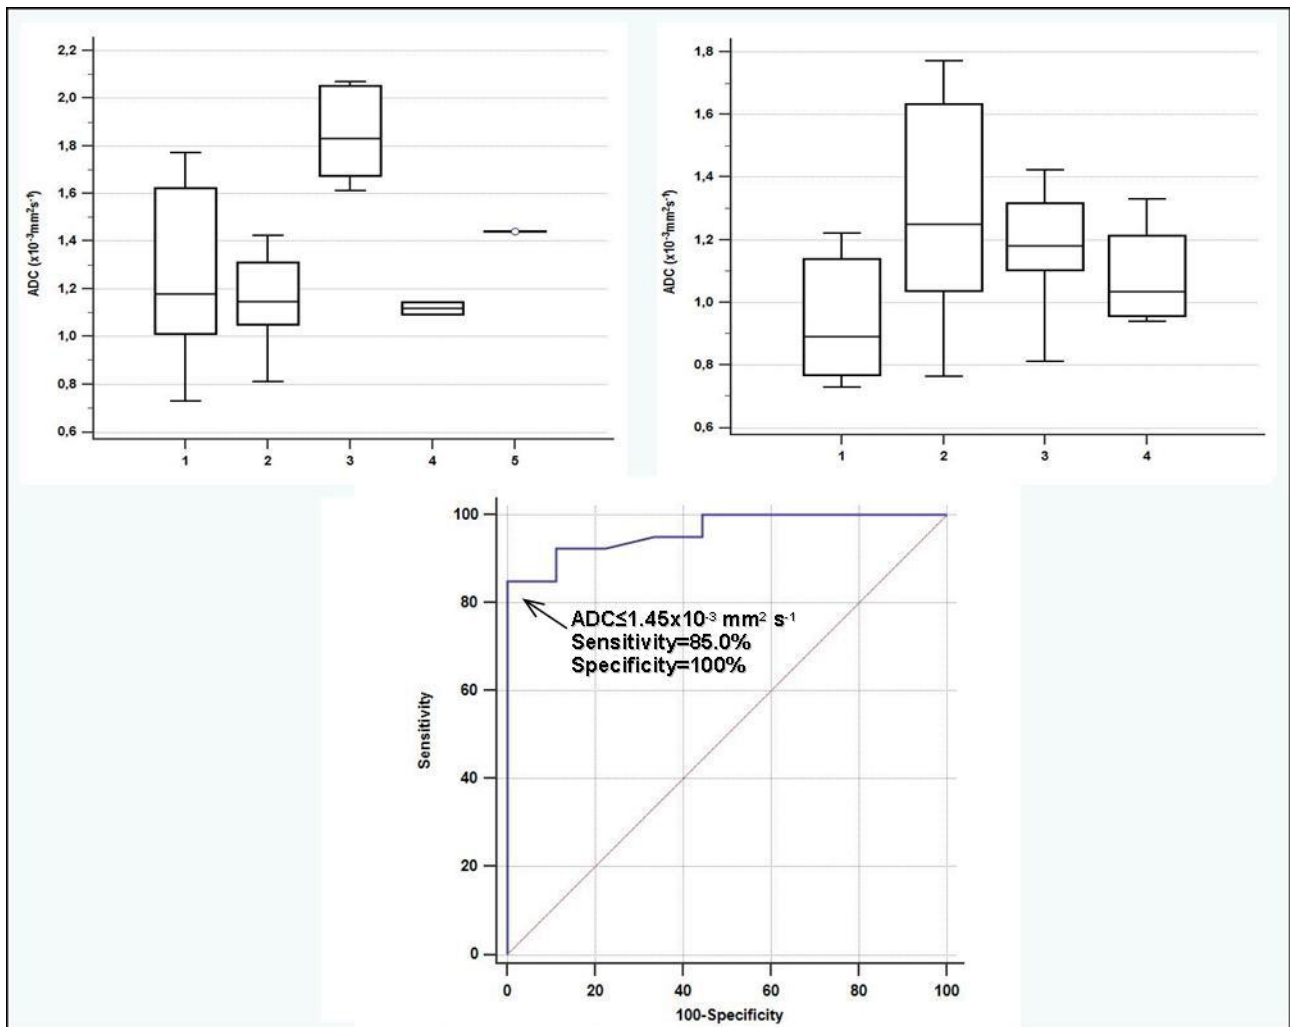 2,2
2,0
1,8
1,6
1,4
1,2
1,0
0,8
0,6
ADC (x10⁻³mm²s⁻¹)
1 2 3 4 5
1,8
1,6
1,4
1,2
1,0
0,8
0,6
ADC (x10⁻³mm²s⁻¹)
1 2 3 4
100
80
60
40
20
0
Sensitivity
ADC≤1.45x10⁻³ mm² s⁻¹
Sensitivity=85.0%
Specificity=100%
0 20 40 60 80 100
100-Specificity